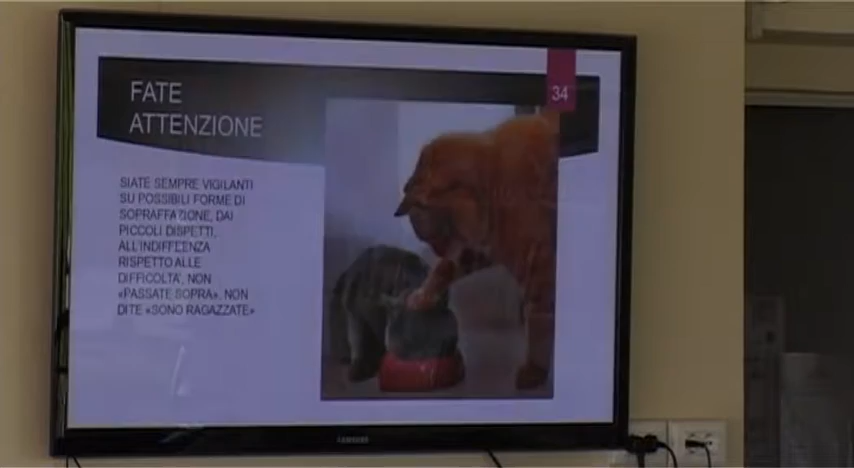 34
FATE
ATTENZIONE
SIATE SEMPRE VIGILANTI
SU POSSIBILI FORME DI
SOPRAFFAZIONE, DAI
PICCOLI DISPETTI,
ALL'INDIFFEENZA
RISPETTO ALLE
DIFFICOLTA', NON
«PASSATE SOPRA», NON
DITE «SONO RAGAZZATE»
SAMSUNG